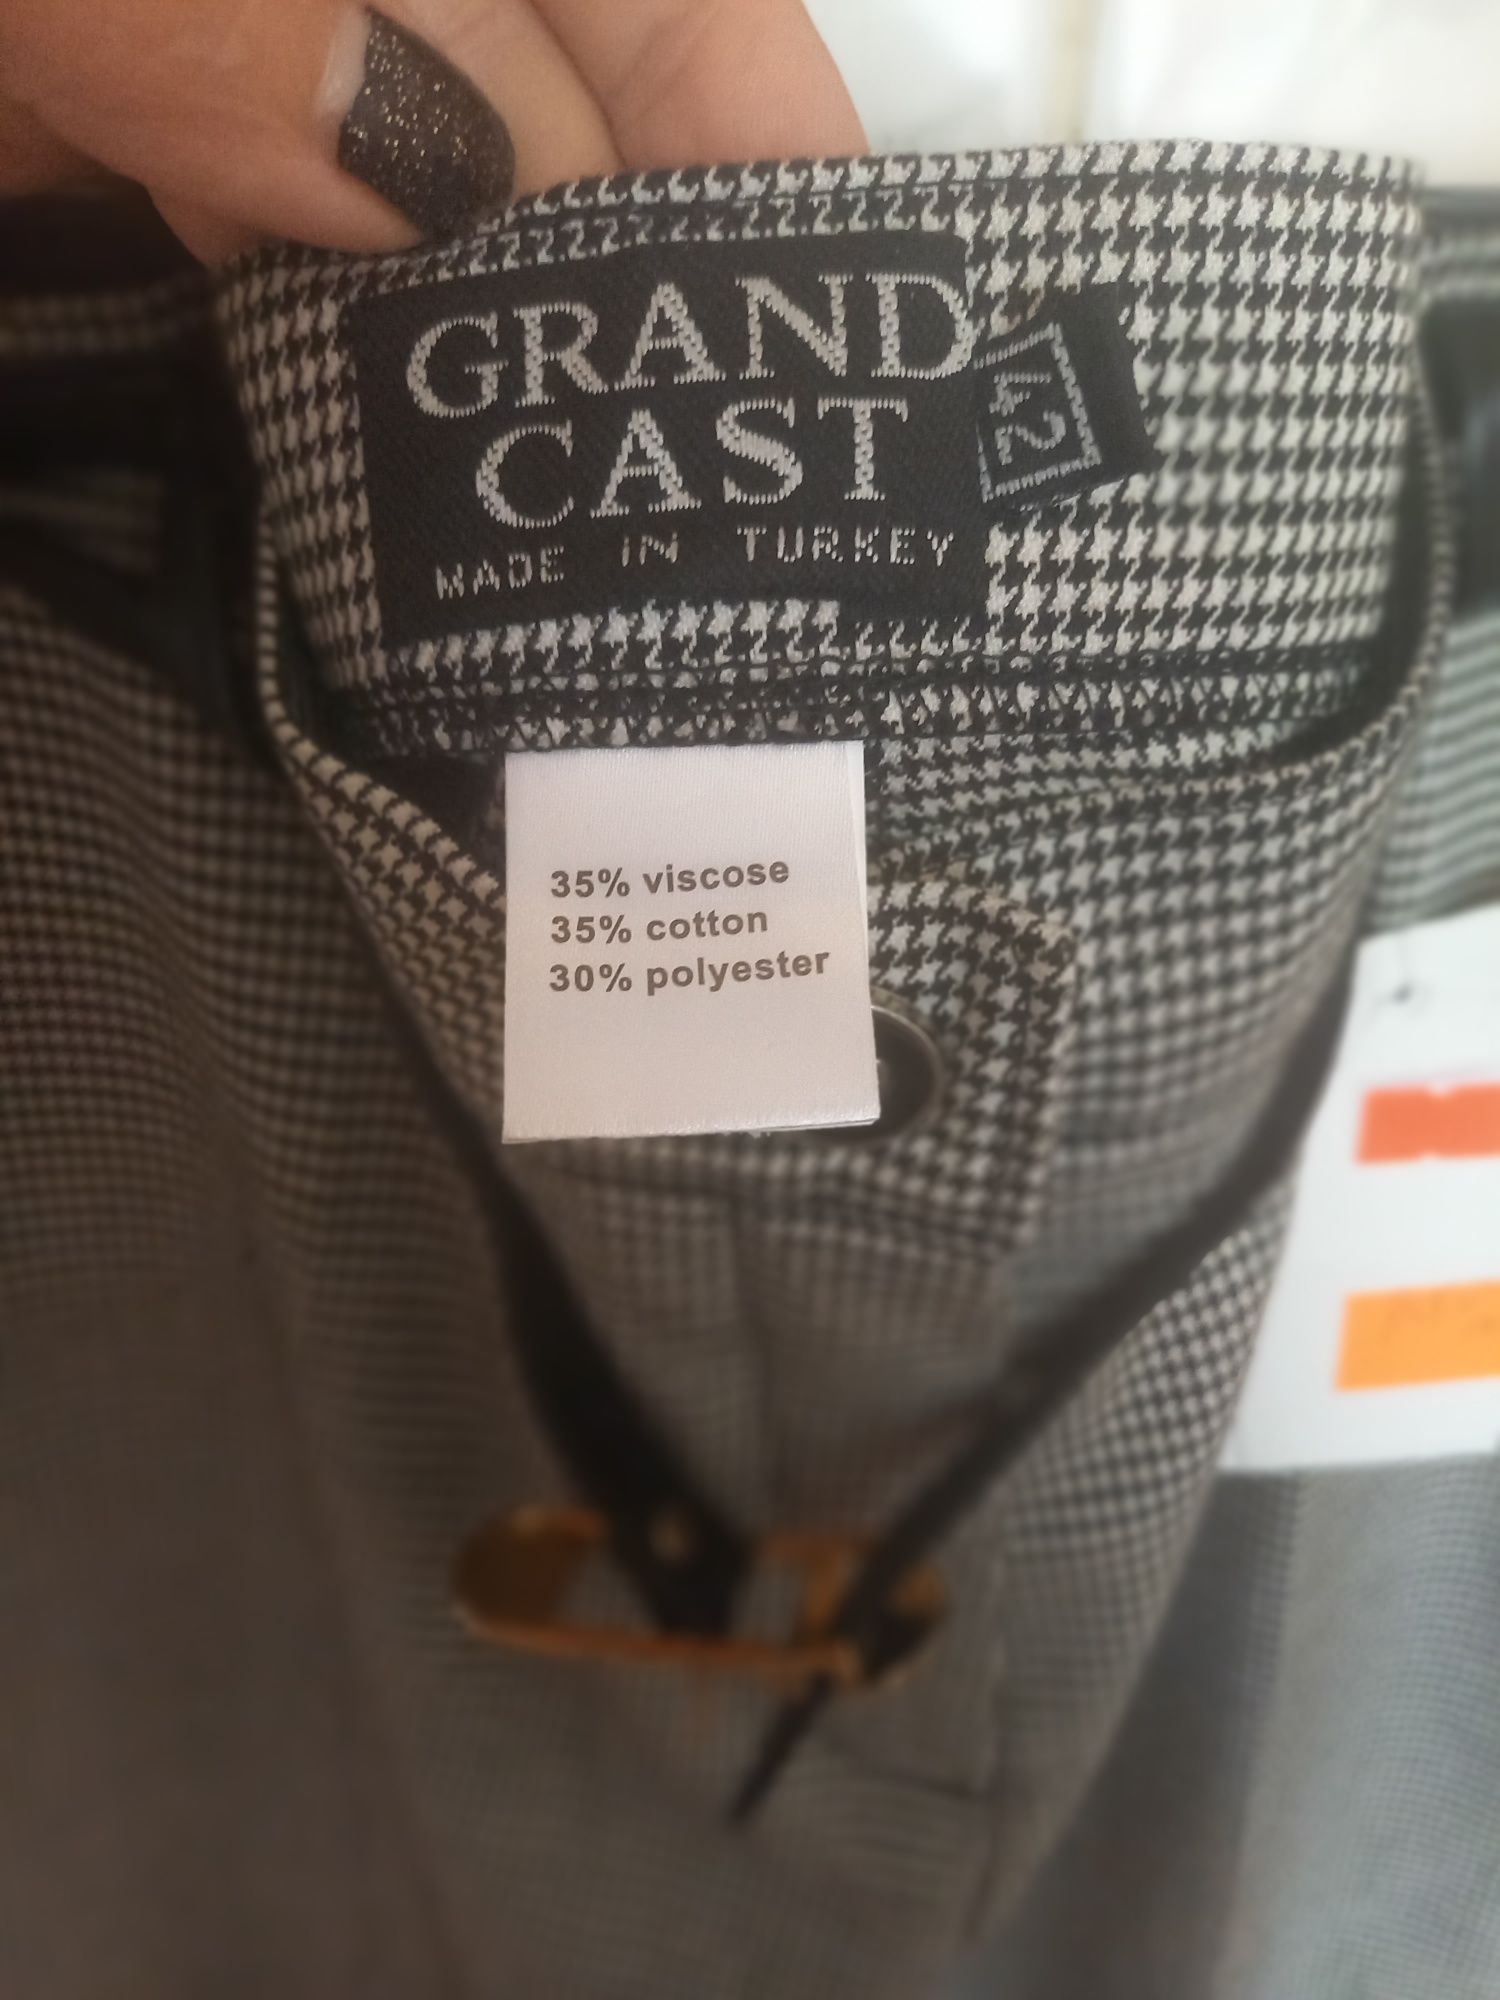 GRAND
CAST
MADE IN TURKEY
42
35% viscose
35% cotton
30% polyester